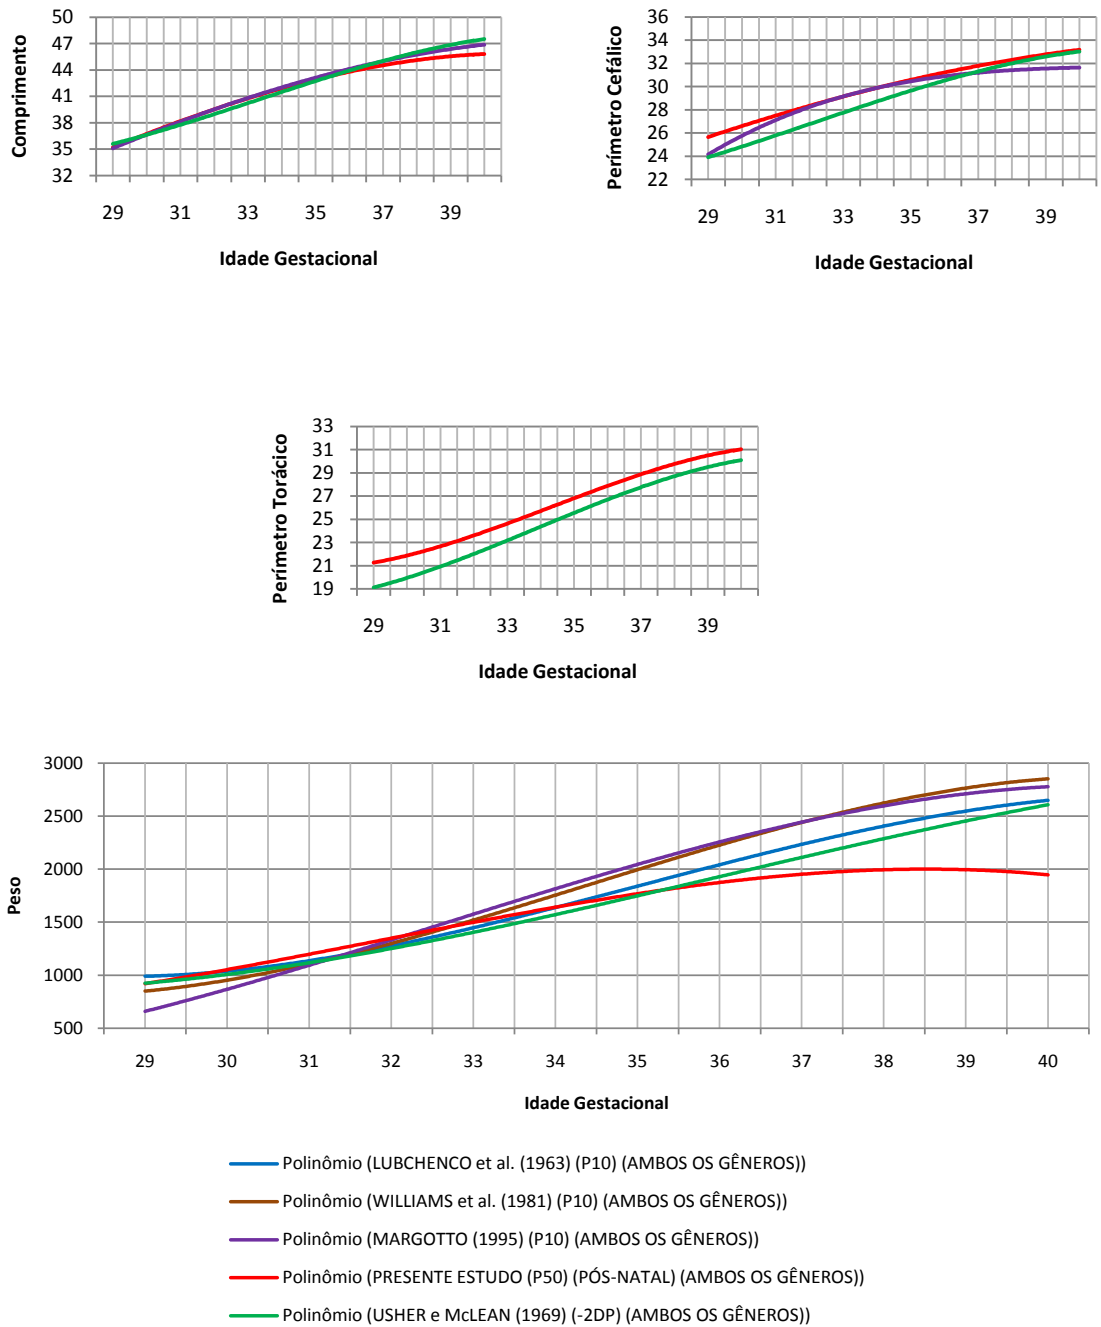 Comprimento
50
47
44
41
38
35
32
29 31 33 35 37 39
Idade Gestacional
Perímetro Cefálico
36
34
32
30
28
26
24
22
29 31 33 35 37 39
Idade Gestacional
Perímetro Torácico
33
31
29
27
25
23
21
19
29 31 33 35 37 39
Idade Gestacional
Peso
3000
2500
2000
1500
1000
500
29 30 31 32 33 34 35 36 37 38 39 40
Idade Gestacional
Polinômio (LUBCHENCO et al. (1963) (P10) (AMBOS OS GÊNEROS))
Polinômio (WILLIAMS et al. (1981) (P10) (AMBOS OS GÊNEROS))
Polinômio (MARGOTTO (1995) (P10) (AMBOS OS GÊNEROS))
Polinômio (PRESENTE ESTUDO (P50) (PÓS-NATAL) (AMBOS OS GÊNEROS))
Polinômio (USHER e McLEAN (1969) (-2DP) (AMBOS OS GÊNEROS))